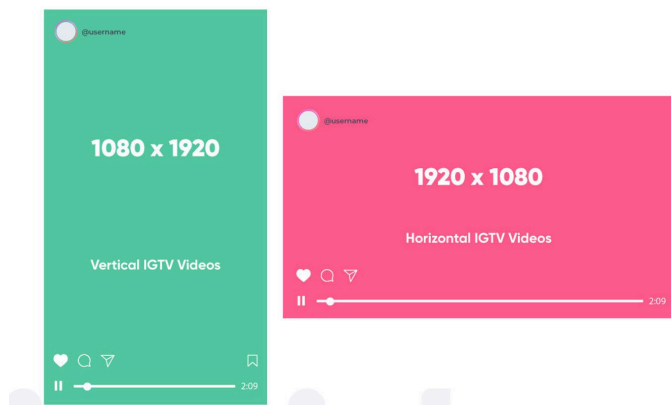 @username
1080 x 1920
Vertical IGTV Videos
2:09
@username
1920 x 1080
Horizontal IGTV Videos
2:09